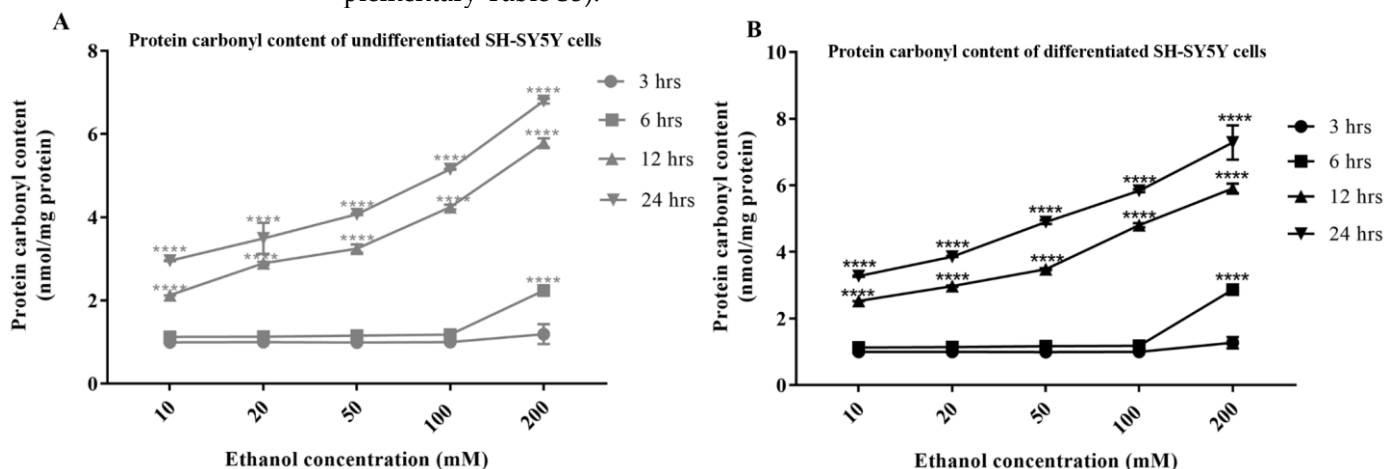 plementary Table S3).
A
Protein carbonyl content of undifferentiated SH-SY5Y cells
Protein carbonyl content
(nmol/mg protein)
8
6
4
2
0
**** **** **** **** ****
**** **** **** **** ****
****
10 20 50 100 200
Ethanol concentration (mM)
3 hrs
6 hrs
12 hrs
24 hrs
B
Protein carbonyl content of differentiated SH-SY5Y cells
Protein carbonyl content
(nmol/mg protein)
10
8
6
4
2
0
**** **** **** **** ****
**** **** **** **** ****
****
10 20 50 100 200
Ethanol concentration (mM)
3 hrs
6 hrs
12 hrs
24 hrs